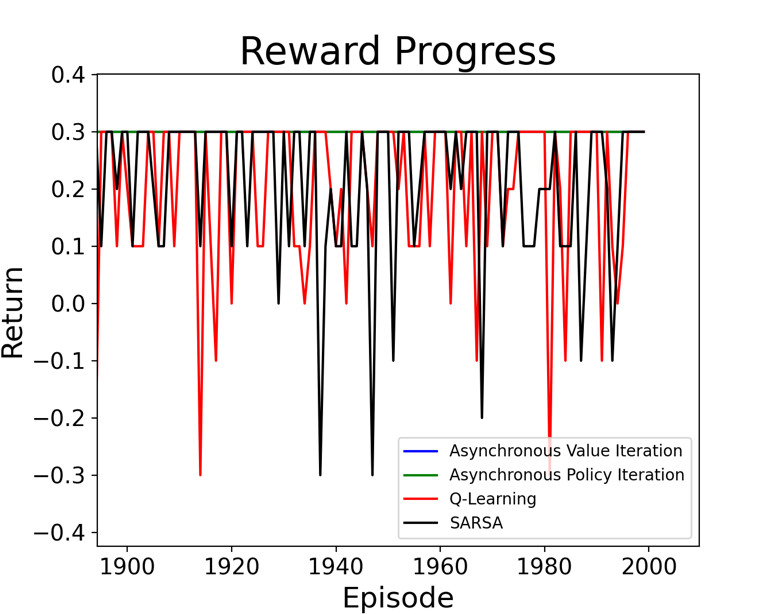 Reward Progress
0.4
0.3
0.2
0.1
0.0
−0.1
−0.2
−0.3
−0.4
Return
Asynchronous Value Iteration
Asynchronous Policy Iteration
Q-Learning
SARSA
1900 1920 1940 1960 1980 2000
Episode